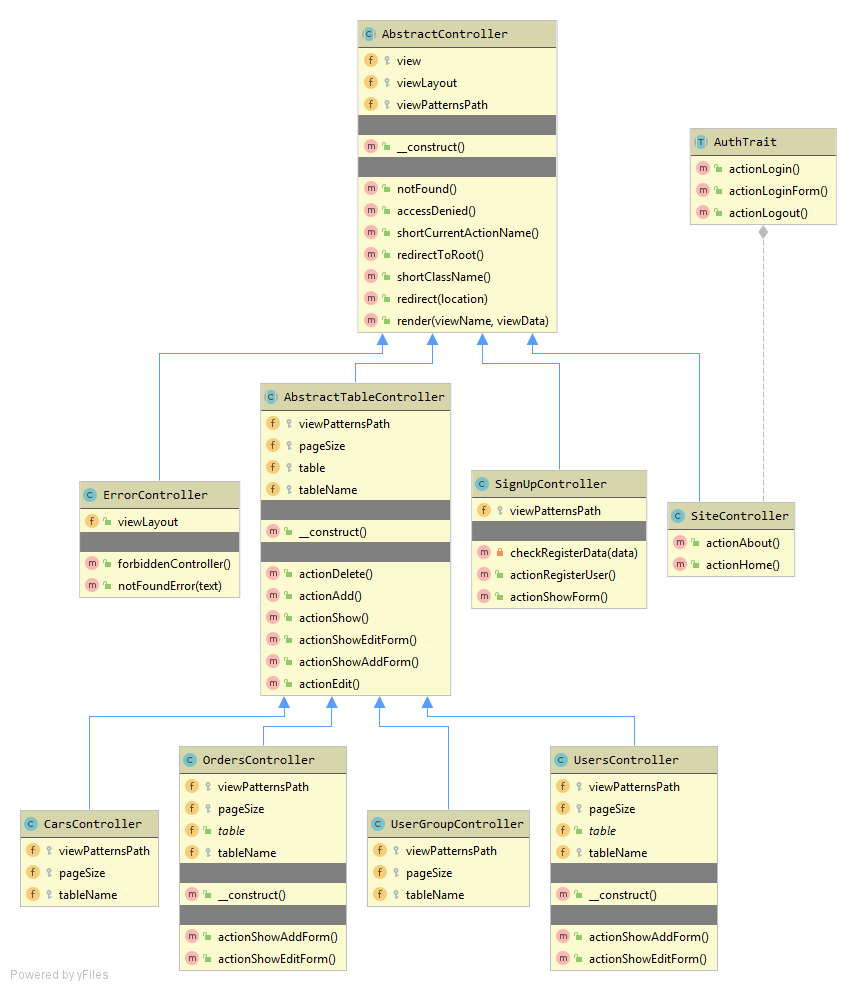 AbstractController
view
viewLayout
viewPatternsPath
__construct()
notFound()
accessDenied()
shortCurrentActionName()
redirectToRoot()
shortClassName()
redirect(location)
render(viewName, viewData)
AuthTrait
actionLogin()
actionLoginForm()
actionLogout()
AbstractTableController
viewPatternsPath
pageSize
table
tableName
__construct()
actionDelete()
actionAdd()
actionShow()
actionShowEditForm()
actionShowAddForm()
actionEdit()
ErrorController
viewLayout
forbiddenController()
notFoundError(text)
SignUpController
viewPatternsPath
checkRegisterData(data)
actionRegisterUser()
actionShowForm()
SiteController
actionAbout()
actionHome()
CarsController
viewPatternsPath
pageSize
tableName
OrdersController
viewPatternsPath
pageSize
table
tableName
__construct()
actionShowAddForm()
actionShowEditForm()
UserGroupController
viewPatternsPath
pageSize
tableName
UsersController
viewPatternsPath
pageSize
table
tableName
__construct()
actionShowAddForm()
actionShowEditForm()
Powered by yFiles